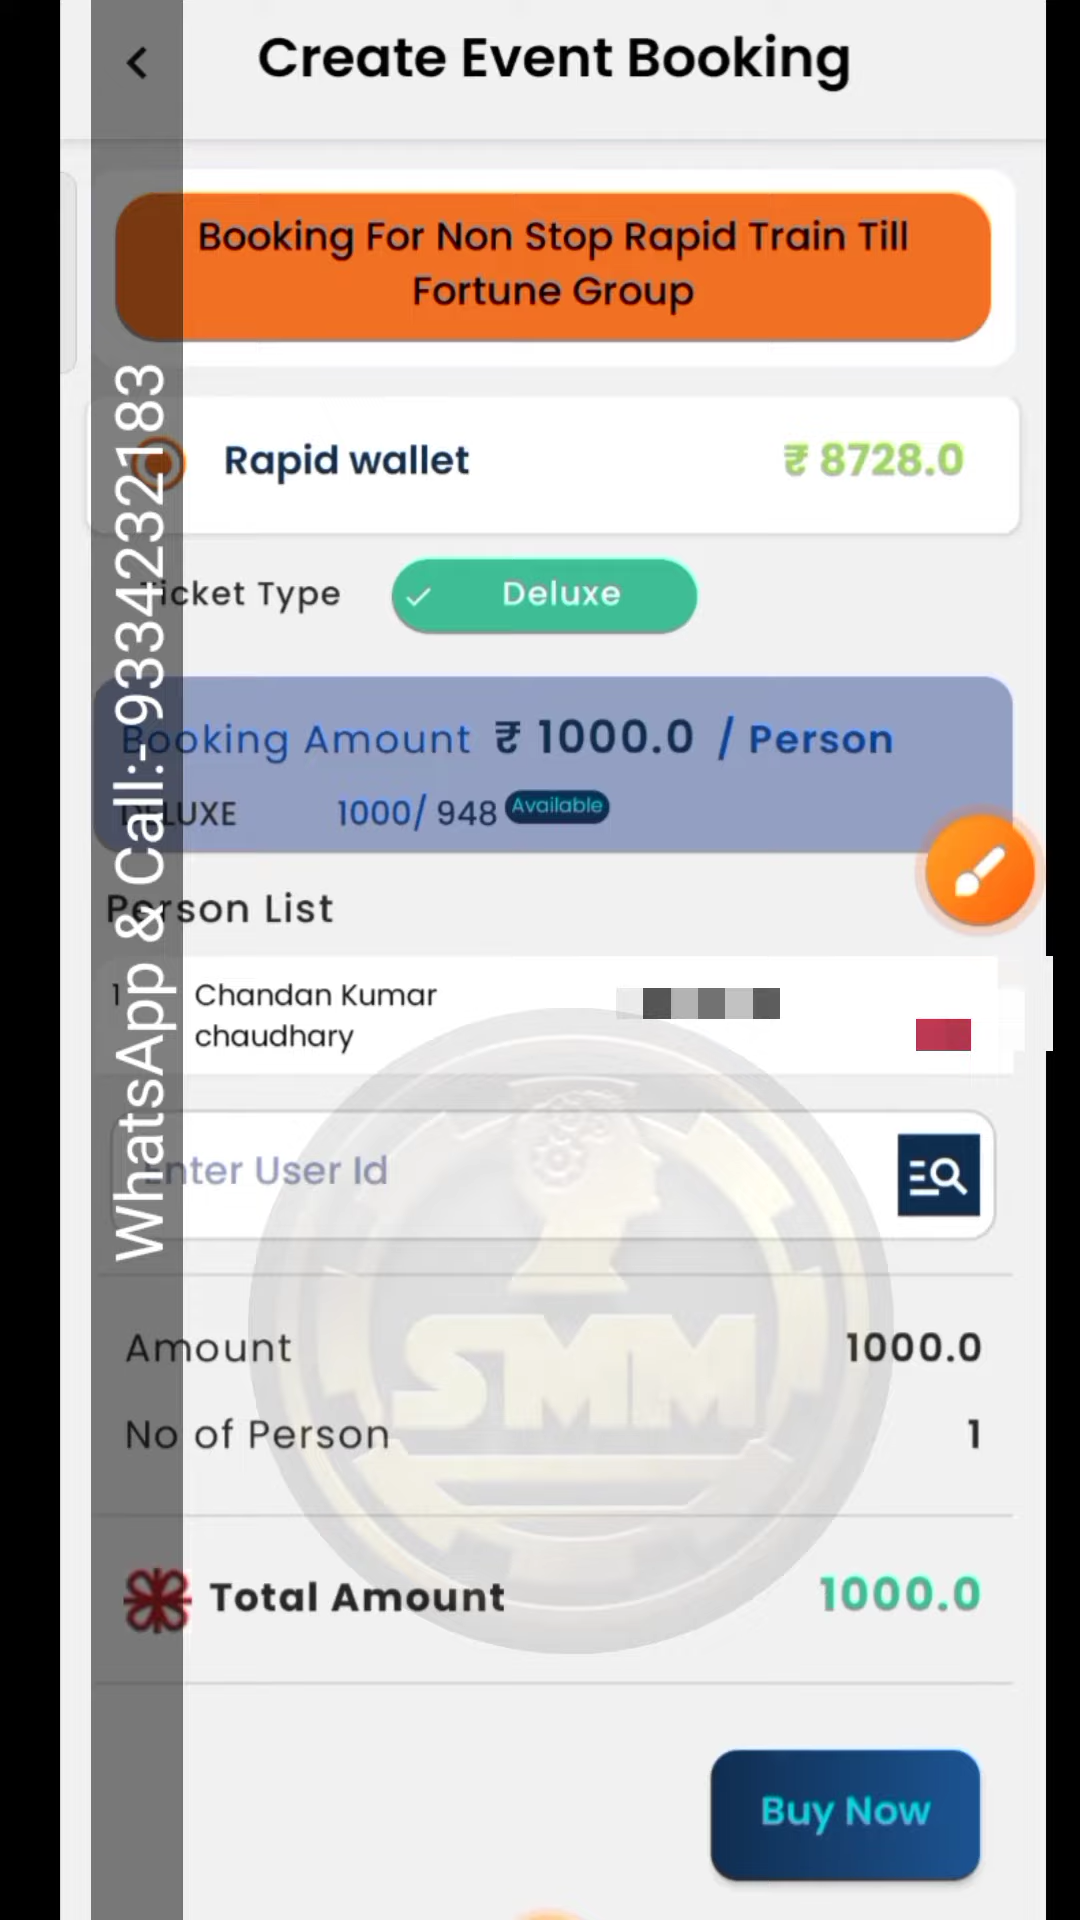 Create Event Booking
Booking For Non Stop Rapid Train Till
Fortune Group
Rapid wallet ₹ 8728.0
Ticket Type Deluxe
Booking Amount ₹ 1000.0 / Person
DELUXE 1000/ 948 Available
Person List
1 Chandan Kumar
chaudhary
Enter User Id
Amount 1000.0
No of Person 1
Total Amount 1000.0
Buy Now
WhatsApp & Call:-9334232183
SMM